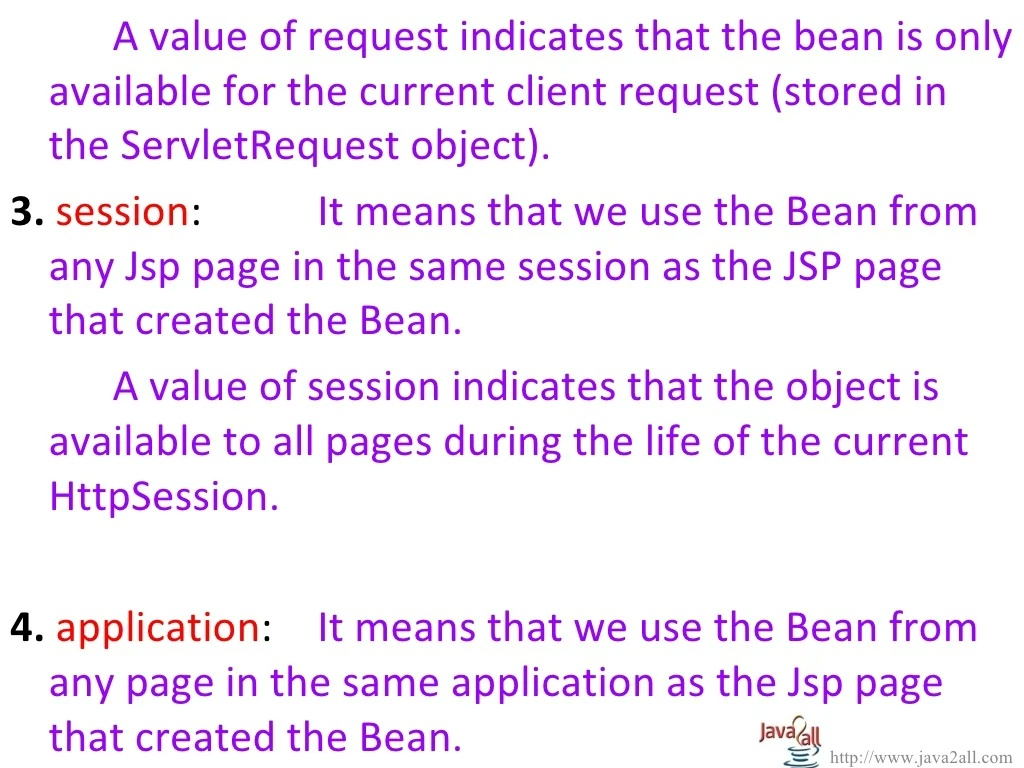 A value of request indicates that the bean is only
available for the current client request (stored in
the ServletRequest object).
3. session: It means that we use the Bean from
any Jsp page in the same session as the JSP page
that created the Bean.
A value of session indicates that the object is
available to all pages during the life of the current
HttpSession.
4. application: It means that we use the Bean from
any page in the same application as the Jsp page
that created the Bean.
Java2all
http://www.java2all.com